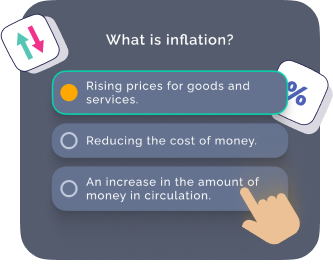 What is inflation?
%
Rising prices for goods and
services.
Reducing the cost of money.
An increase in the amount of
money in circulation.